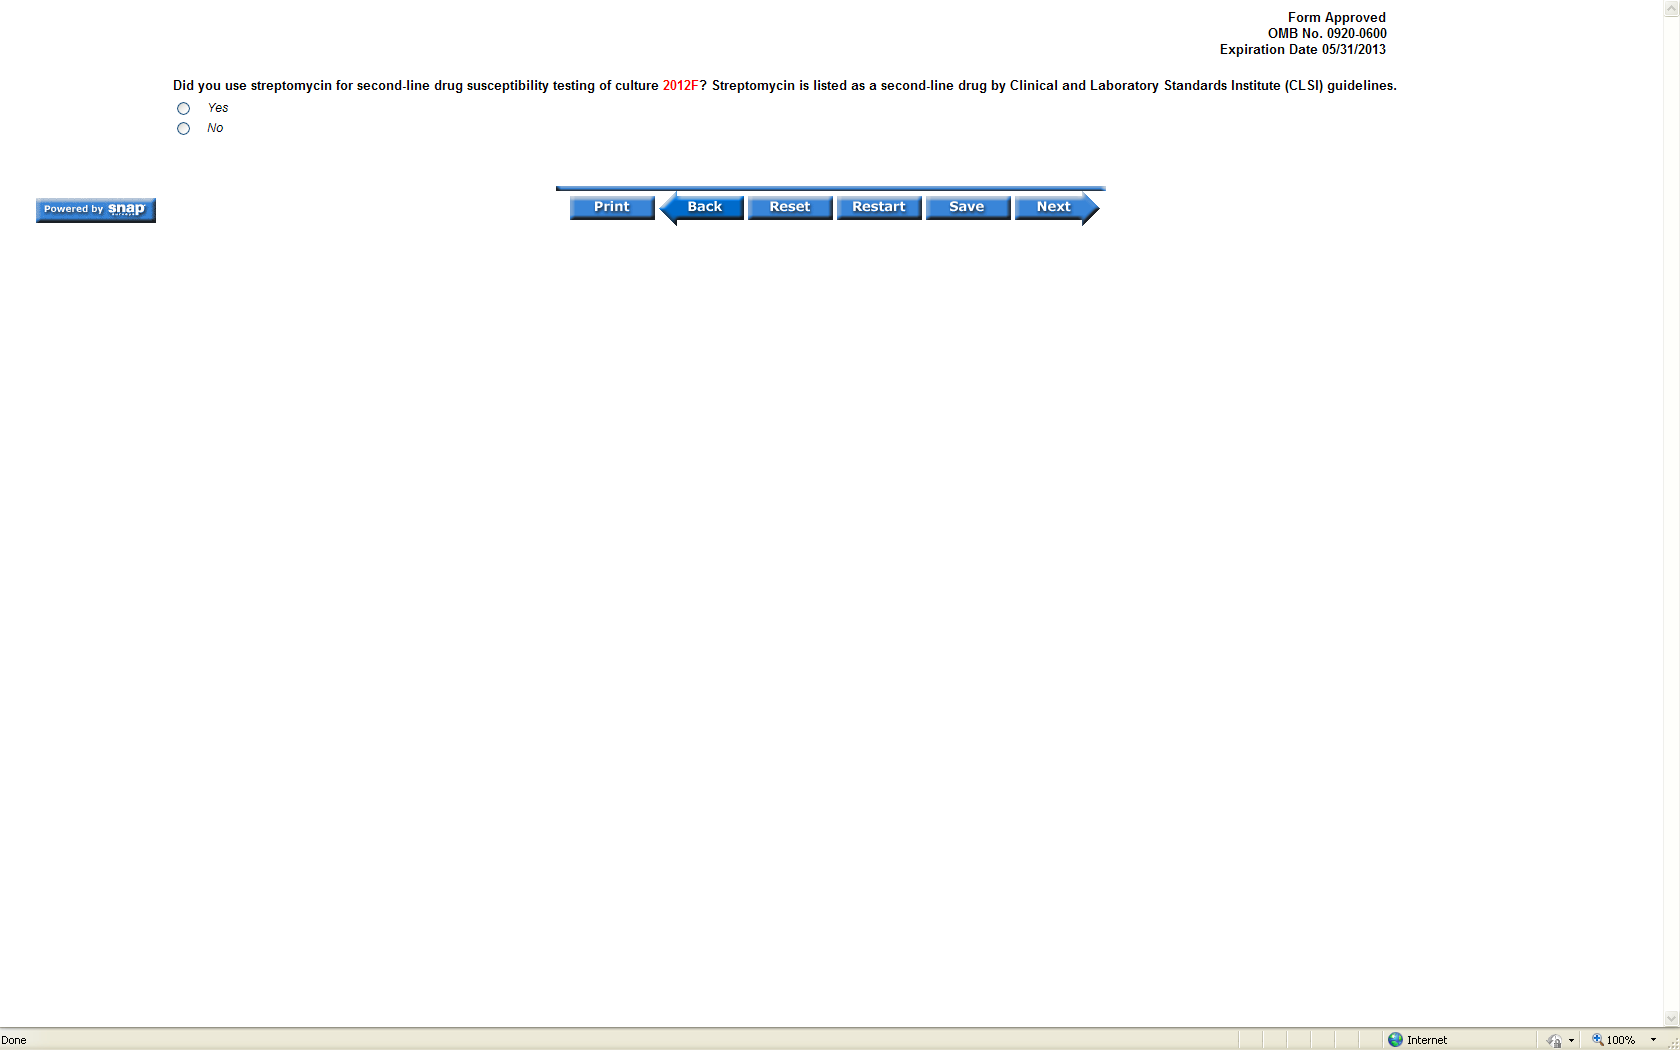 Form Approved
OMB No. 0920-0600
Expiration Date 05/31/2013
Did you use streptomycin for second-line drug susceptibility testing of culture 2012F? Streptomycin is listed as a second-line drug by Clinical and Laboratory Standards Institute (CLSI) guidelines.
Yes
No
Powered by snap surveys
Print Back Reset Restart Save Next
Done Internet 100%